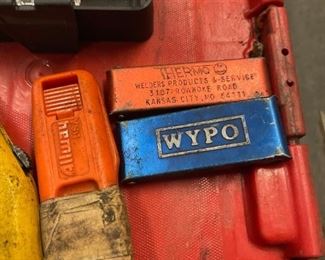 THERMO
WELDERS PRODUCTS & SERVICE
3107 ROANOKE ROAD
KANSAS CITY, MO 64111
WYPO